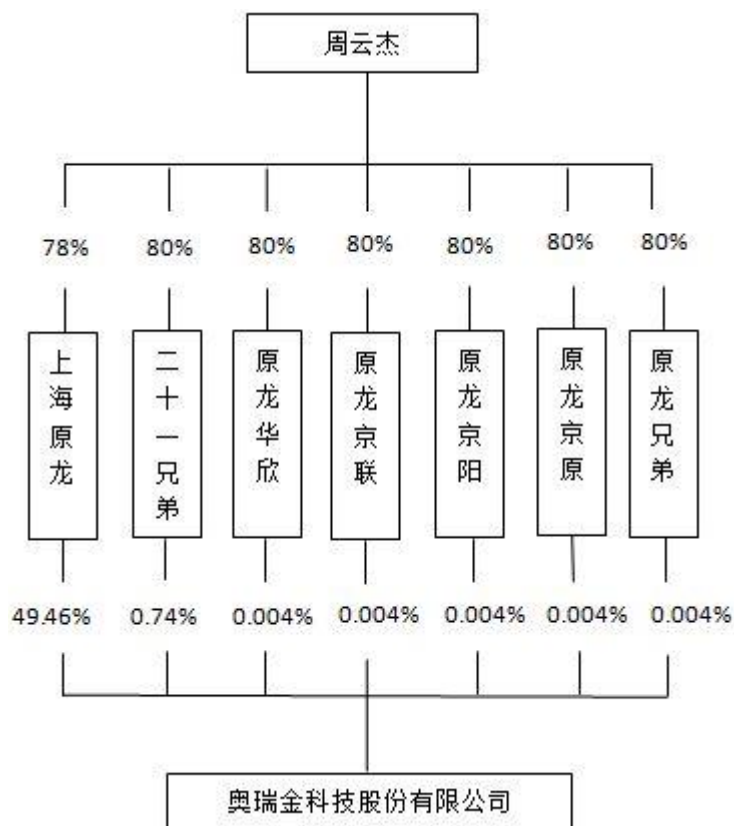 周云杰
78% 80% 80% 80% 80% 80% 80%
上海原龙
二十一兄弟
原龙华欣
原龙京联
原龙京阳
原龙京原
原龙兄弟
49.46% 0.74% 0.004% 0.004% 0.004% 0.004% 0.004%
奥瑞金科技股份有限公司